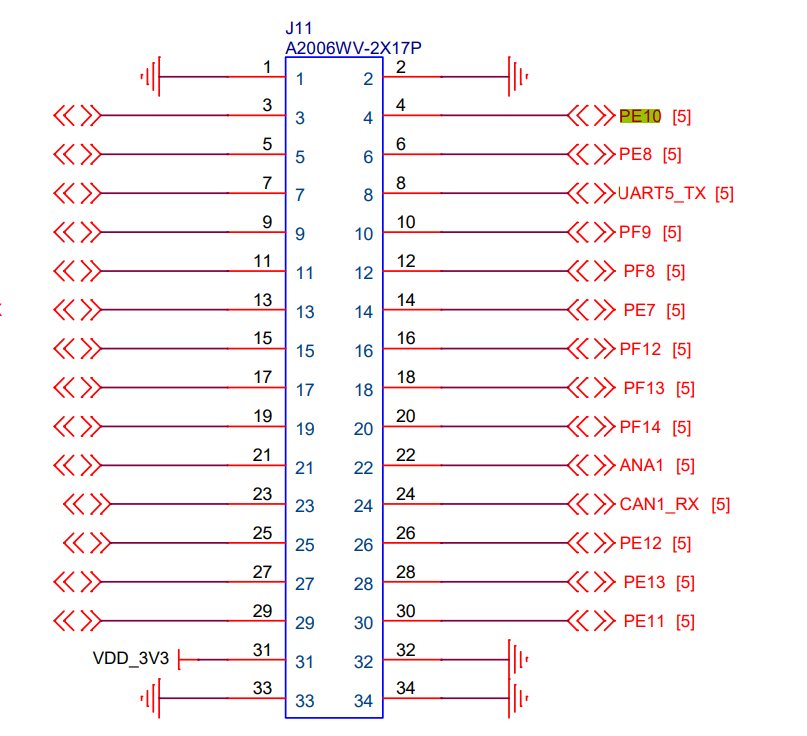 J11
A2006WV-2X17P
1 1 2 2
3 3 4 4 PE10 [5]
5 5 6 6 PE8 [5]
7 7 8 8 UART5_TX [5]
9 9 10 10 PF9 [5]
11 11 12 12 PF8 [5]
13 13 14 14 PE7 [5]
15 15 16 16 PF12 [5]
17 17 18 18 PF13 [5]
19 19 20 20 PF14 [5]
21 21 22 22 ANA1 [5]
23 23 24 24 CAN1_RX [5]
25 25 26 26 PE12 [5]
27 27 28 28 PE13 [5]
29 29 30 30 PE11 [5]
VDD_3V3 31 31 32 32
33 33 34 34